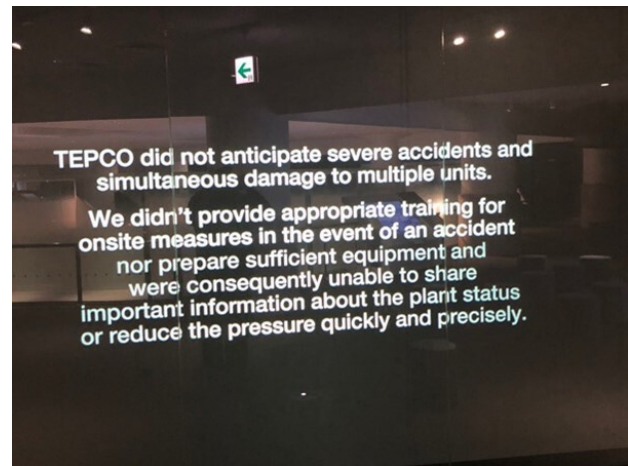 TEPCO did not anticipate severe accidents and
simultaneous damage to multiple units.
We didn't provide appropriate training for
onsite measures in the event of an accident
nor prepare sufficient equipment and
were consequently unable to share
important information about the plant status
or reduce the pressure quickly and precisely.